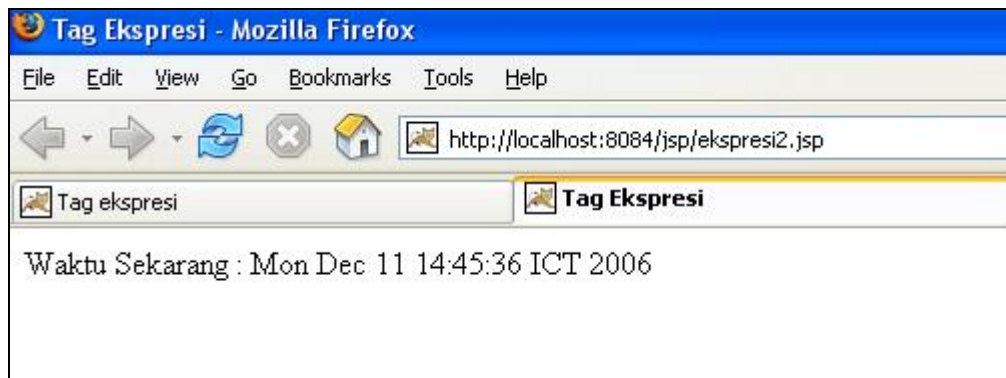 Tag Ekspresi - Mozilla Firefox
File Edit View Go Bookmarks Tools Help
http://localhost:8084/jsp/ekspresi2.jsp
Tag ekspresi Tag Ekspresi
Waktu Sekarang : Mon Dec 11 14:45:36 ICT 2006